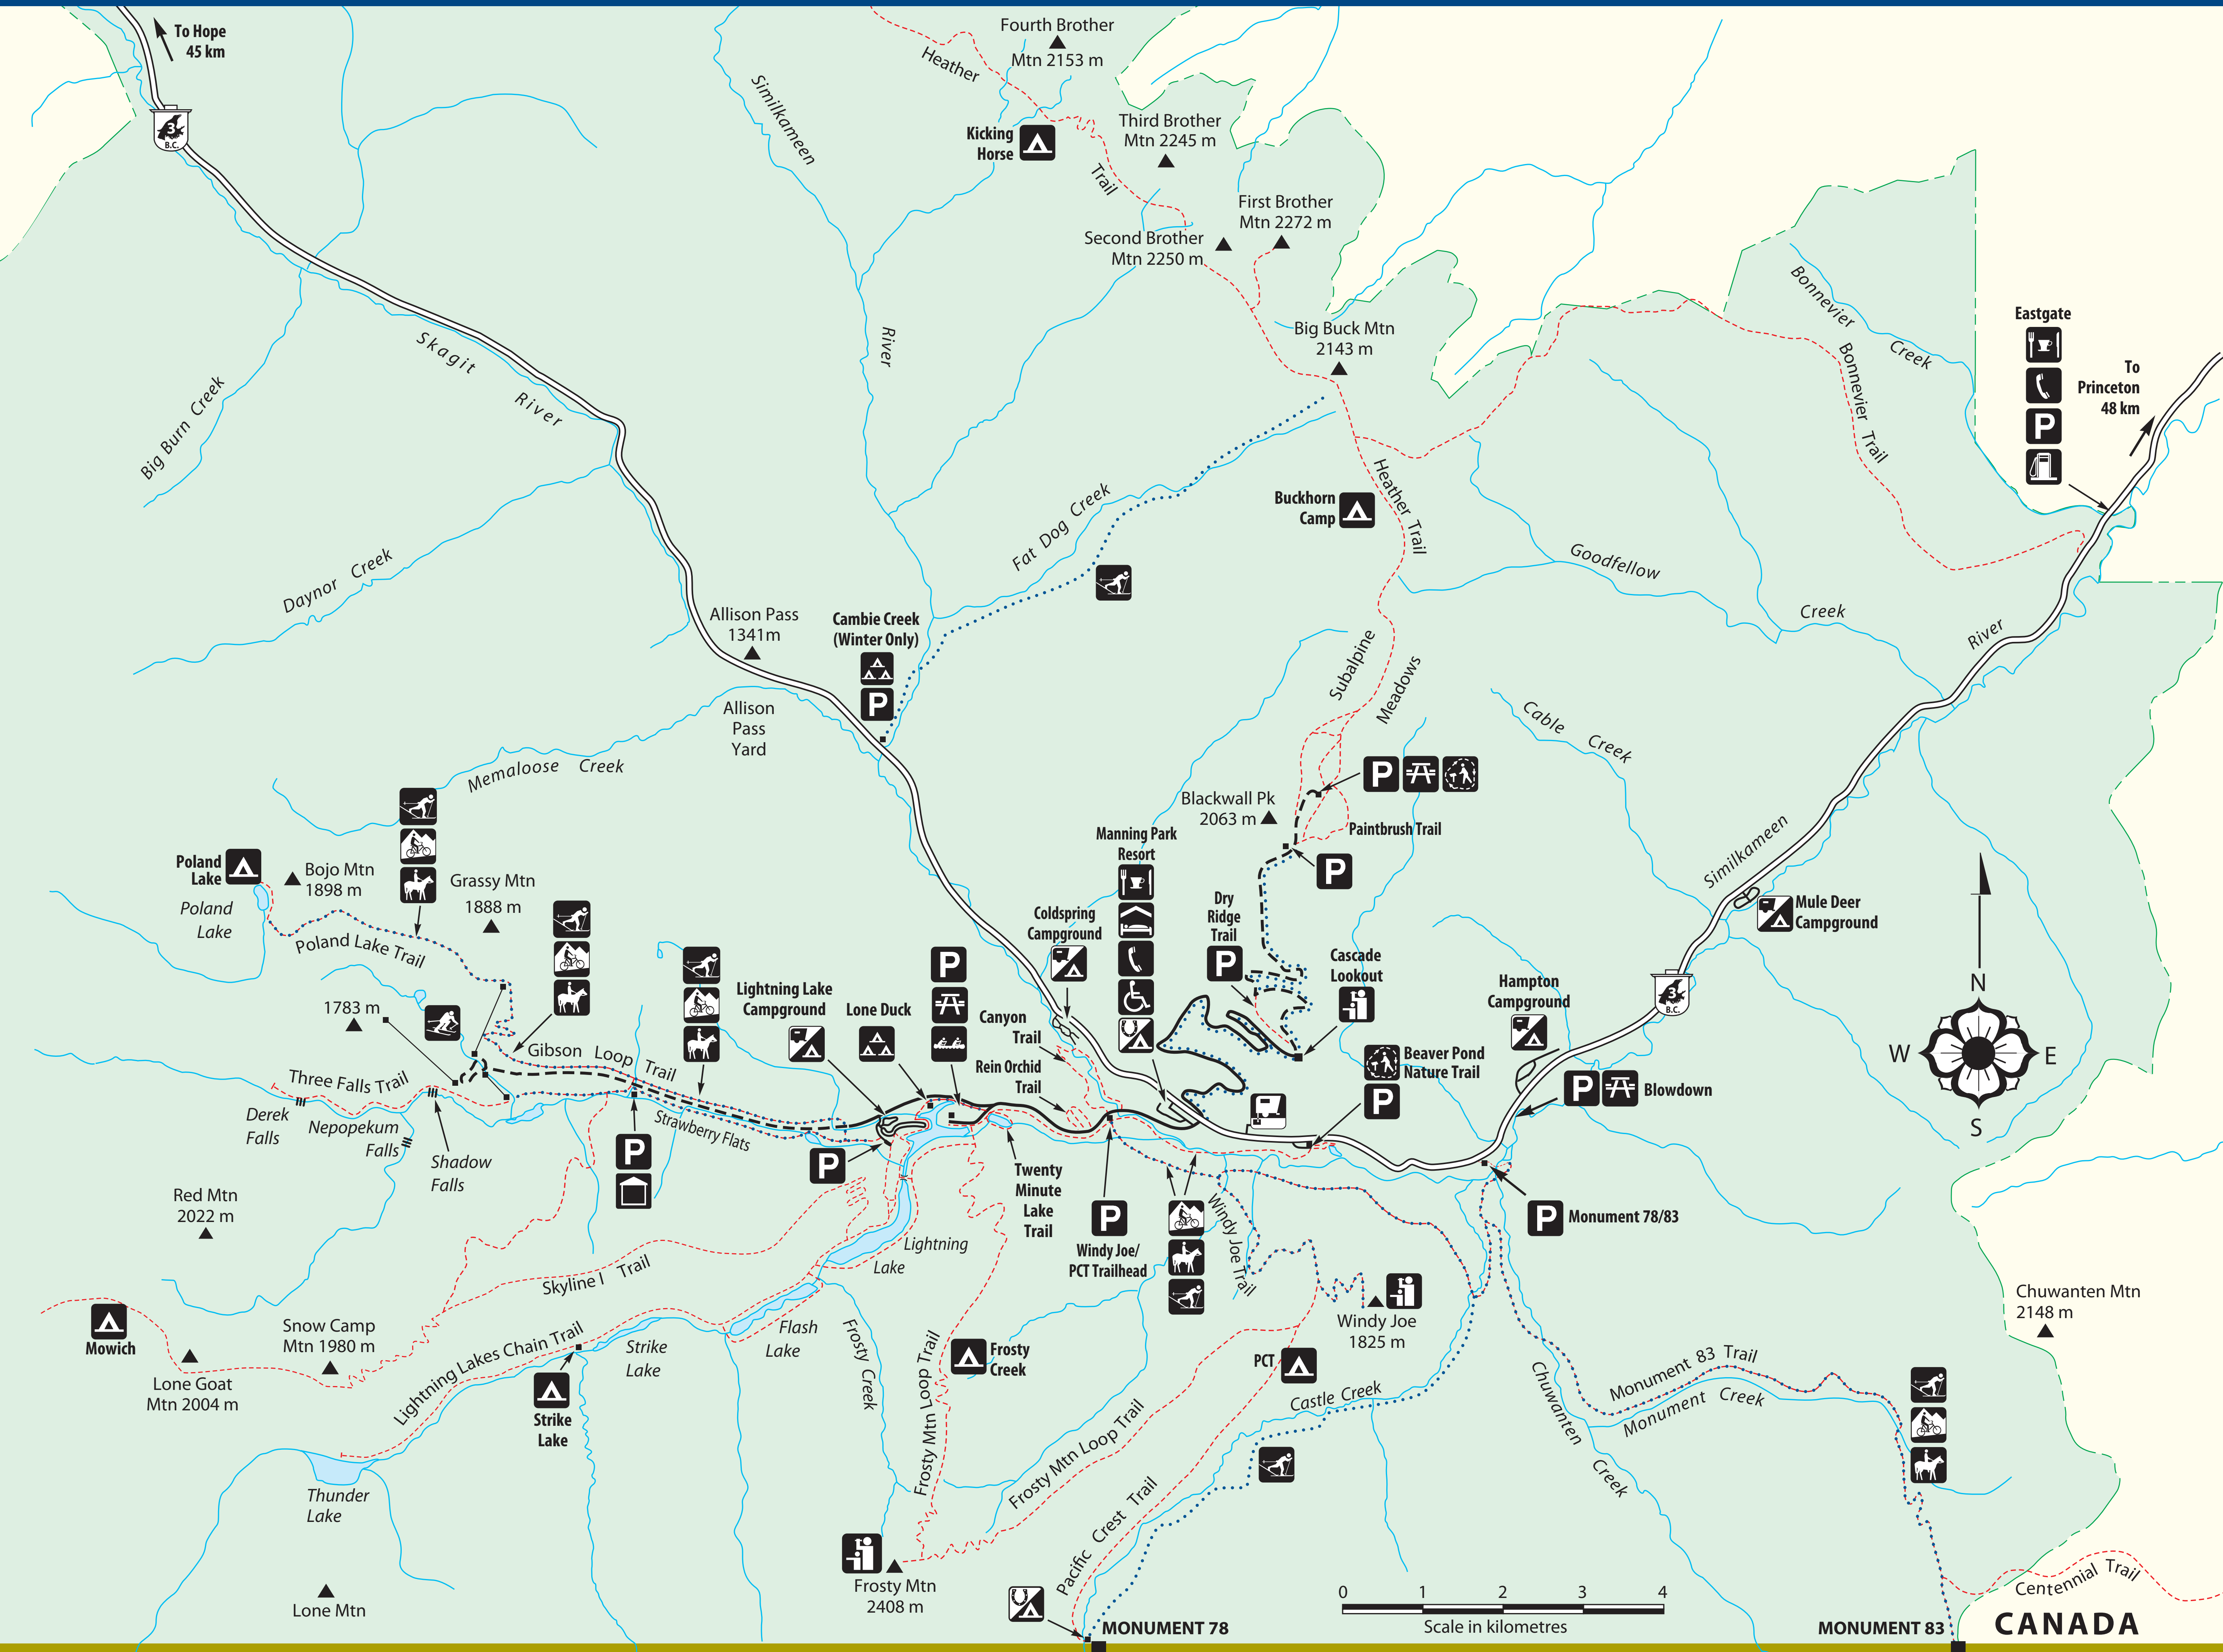 To Hope
45 km
3
B.C.
Fourth Brother
Mtn 2153 m
Heather
Trail
Similkameen
River
Kicking
Horse
Third Brother
Mtn 2245 m
First Brother
Mtn 2272 m
Second Brother
Mtn 2250 m
Big Buck Mtn
2143 m
Bonnevier
Creek
Bonnevier Trail
Eastgate
P
To
Princeton
48 km
Skagit
River
Big Burn Creek
Daynor Creek
Fat Dog Creek
Buckhorn
Camp
Heather Trail
Goodfellow
Creek
River
Similkameen
Allison Pass
1341m
Cambie Creek
(Winter Only)
P
Allison
Pass
Yard
Memaloose Creek
Subalpine
Meadows
Cable Creek
P
Blackwall Pk
2063 m
Paintbrush Trail
P
Manning Park
Resort
Dry
Ridge
Trail
P
Cascade
Lookout
Coldspring
Campground
Mule Deer
Campground
3
B.C.
Hampton
Campground
Poland
Lake
Poland
Lake
Bojo Mtn
1898 m
Grassy Mtn
1888 m
Poland Lake Trail
1783 m
Gibson Loop Trail
Three Falls Trail
Derek
Falls
Nepopekum
Falls
Shadow
Falls
Strawberry Flats
P
Lightning Lake
Campground
Lone Duck
P
Canyon
Trail
Rein Orchid
Trail
P
Twenty
Minute
Lake
Trail
P
Windy Joe/
PCT Trailhead
Beaver Pond
Nature Trail
P
P
Blowdown
P
Monument 78/83
N
W
E
S
Red Mtn
2022 m
Mowich
Lone Goat
Mtn 2004 m
Snow Camp
Mtn 1980 m
Skyline I Trail
Lightning
Lake
Lightning Lakes Chain Trail
Strike
Lake
Flash
Lake
Strike
Lake
Frosty Creek
Frosty Mtn Loop Trail
Frosty
Creek
Windy Joe Trail
Windy Joe
1825 m
PCT
Castle Creek
Frosty Mtn Loop Trail
Pacific Crest Trail
Chuwanten
Creek
Monument 83 Trail
Monument Creek
Chuwanten Mtn
2148 m
Thunder
Lake
Lone Mtn
Frosty Mtn
2408 m
MONUMENT 78
0 1 2 3 4
Scale in kilometres
MONUMENT 83
Centennial Trail
CANADA